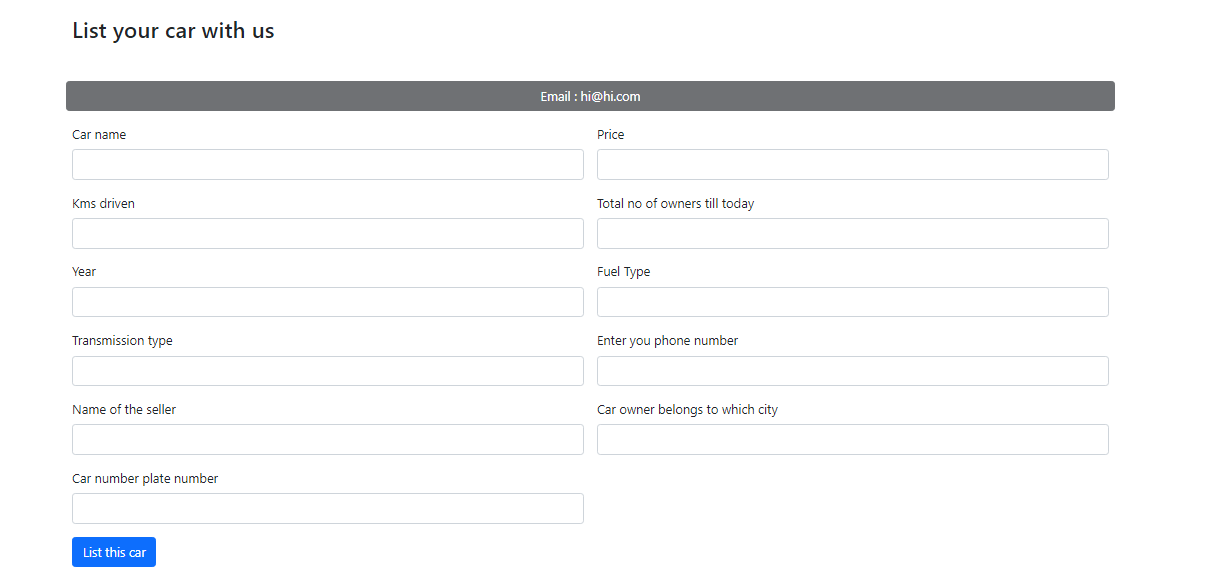 List your car with us
Email : hi@hi.com
Car name
Price
Kms driven
Total no of owners till today
Year
Fuel Type
Transmission type
Enter you phone number
Name of the seller
Car owner belongs to which city
Car number plate number
List this car